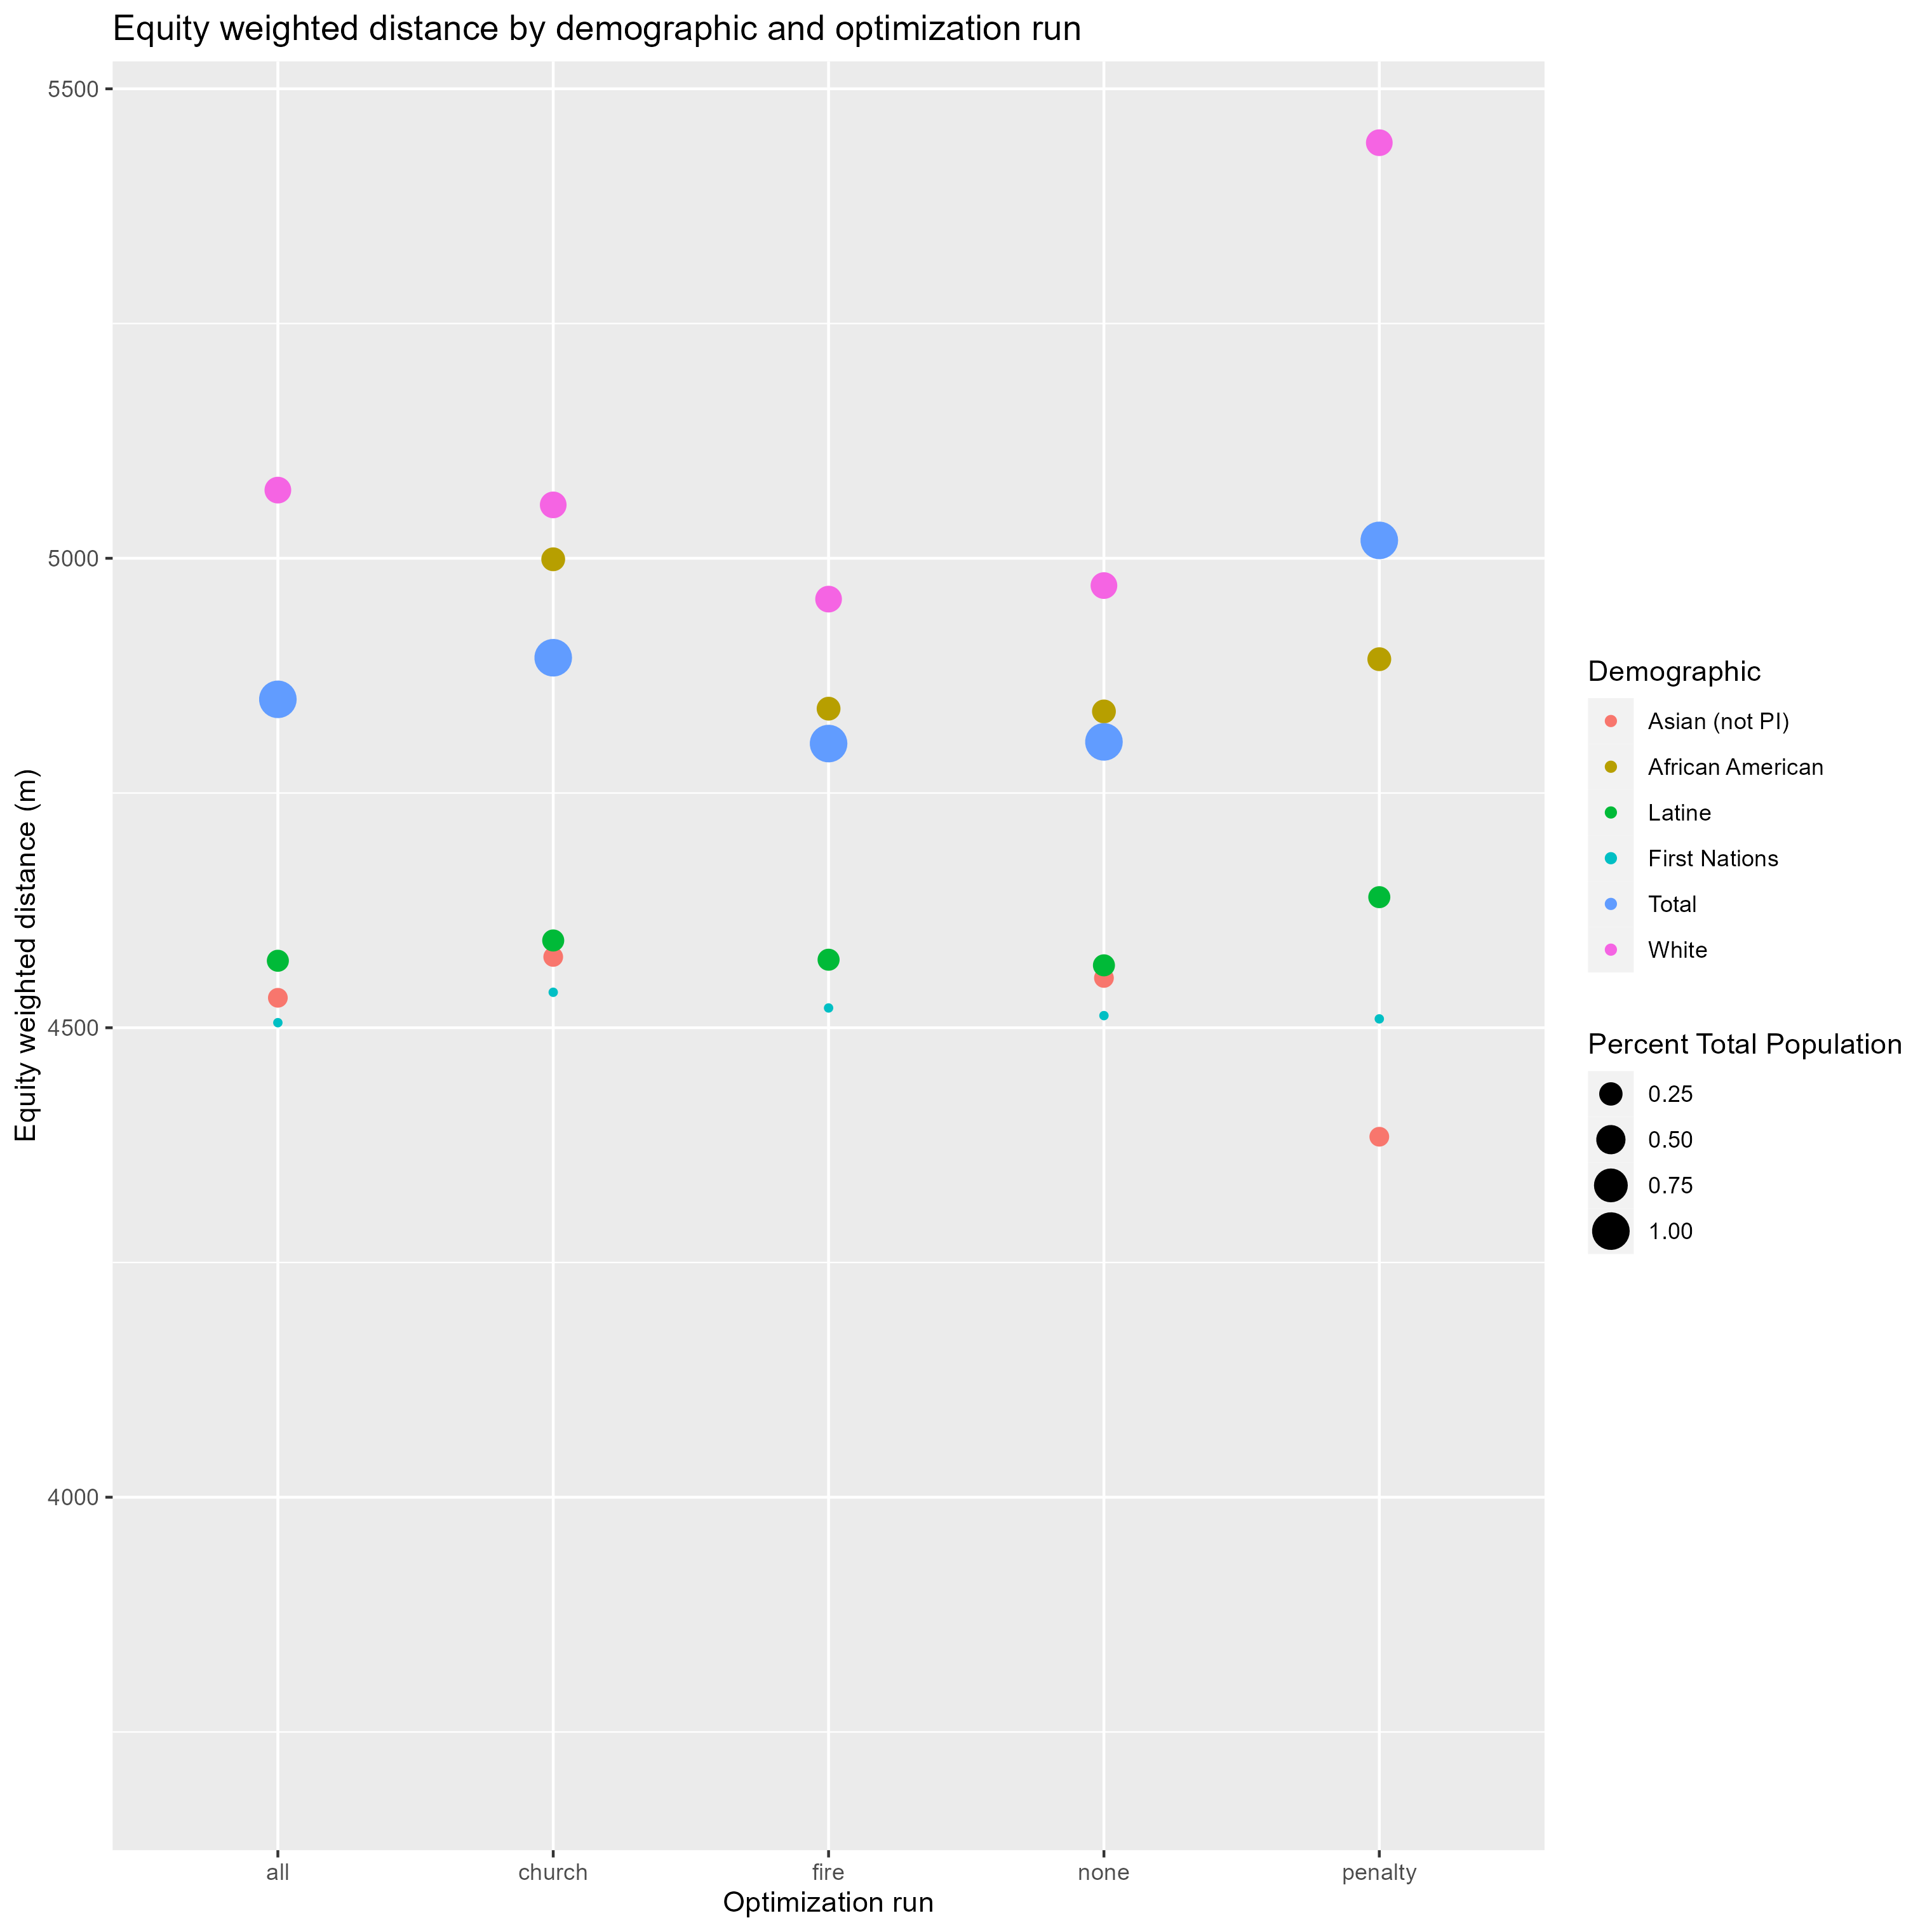 Equity weighted distance by demographic and optimization run
5500
5000
4500
4000
Equity weighted distance (m)
all
church
fire
none
penalty
Optimization run
Demographic
Asian (not PI)
African American
Latine
First Nations
Total
White
Percent Total Population
0.25
0.50
0.75
1.00